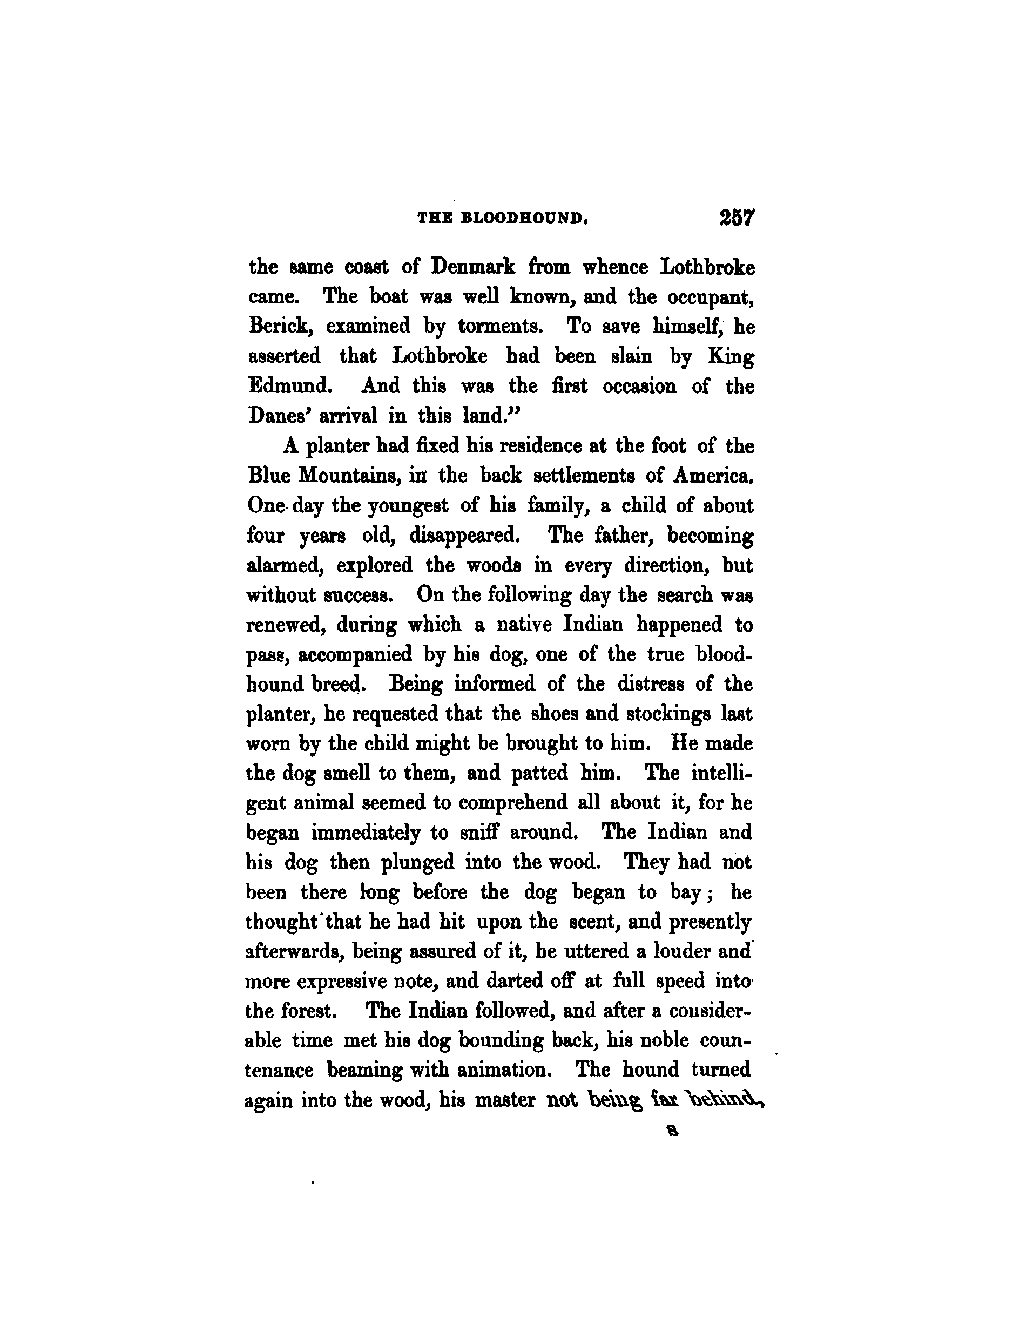 THE BLOODHOUND. 257
the same coast of Denmark from whence Lothbroke
came. The boat was well known, and the occupant,
Berick, examined by torments. To save himself, he
asserted that Lothbroke had been slain by King
Edmund. And this was the first occasion of the
Danes' arrival in this land."
A planter had fixed his residence at the foot of the
Blue Mountains, in the back settlements of America.
One day the youngest of his family, a child of about
four years old, disappeared. The father, becoming
alarmed, explored the woods in every direction, but
without success. On the following day the search was
renewed, during which a native Indian happened to
pass, accompanied by his dog, one of the true blood-
hound breed. Being informed of the distress of the
planter, he requested that the shoes and stockings last
worn by the child might be brought to him. He made
the dog smell to them, and patted him. The intelli-
gent animal seemed to comprehend all about it, for he
began immediately to sniff around. The Indian and
his dog then plunged into the wood. They had not
been there long before the dog began to bay; he
thought that he had hit upon the scent, and presently
afterwards, being assured of it, he uttered a louder and
more expressive note, and darted off at full speed into
the forest. The Indian followed, and after a consider-
able time met his dog bounding back, his noble coun-
tenance beaming with animation. The hound turned
again into the wood, his master not being far behind,
S